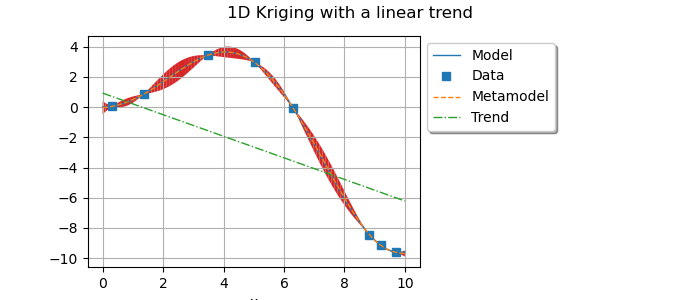 1D Kriging with a linear trend
4
2
0
−2
−4
−6
−8
−10
0 2 4 6 8 10
Model
Data
Metamodel
Trend